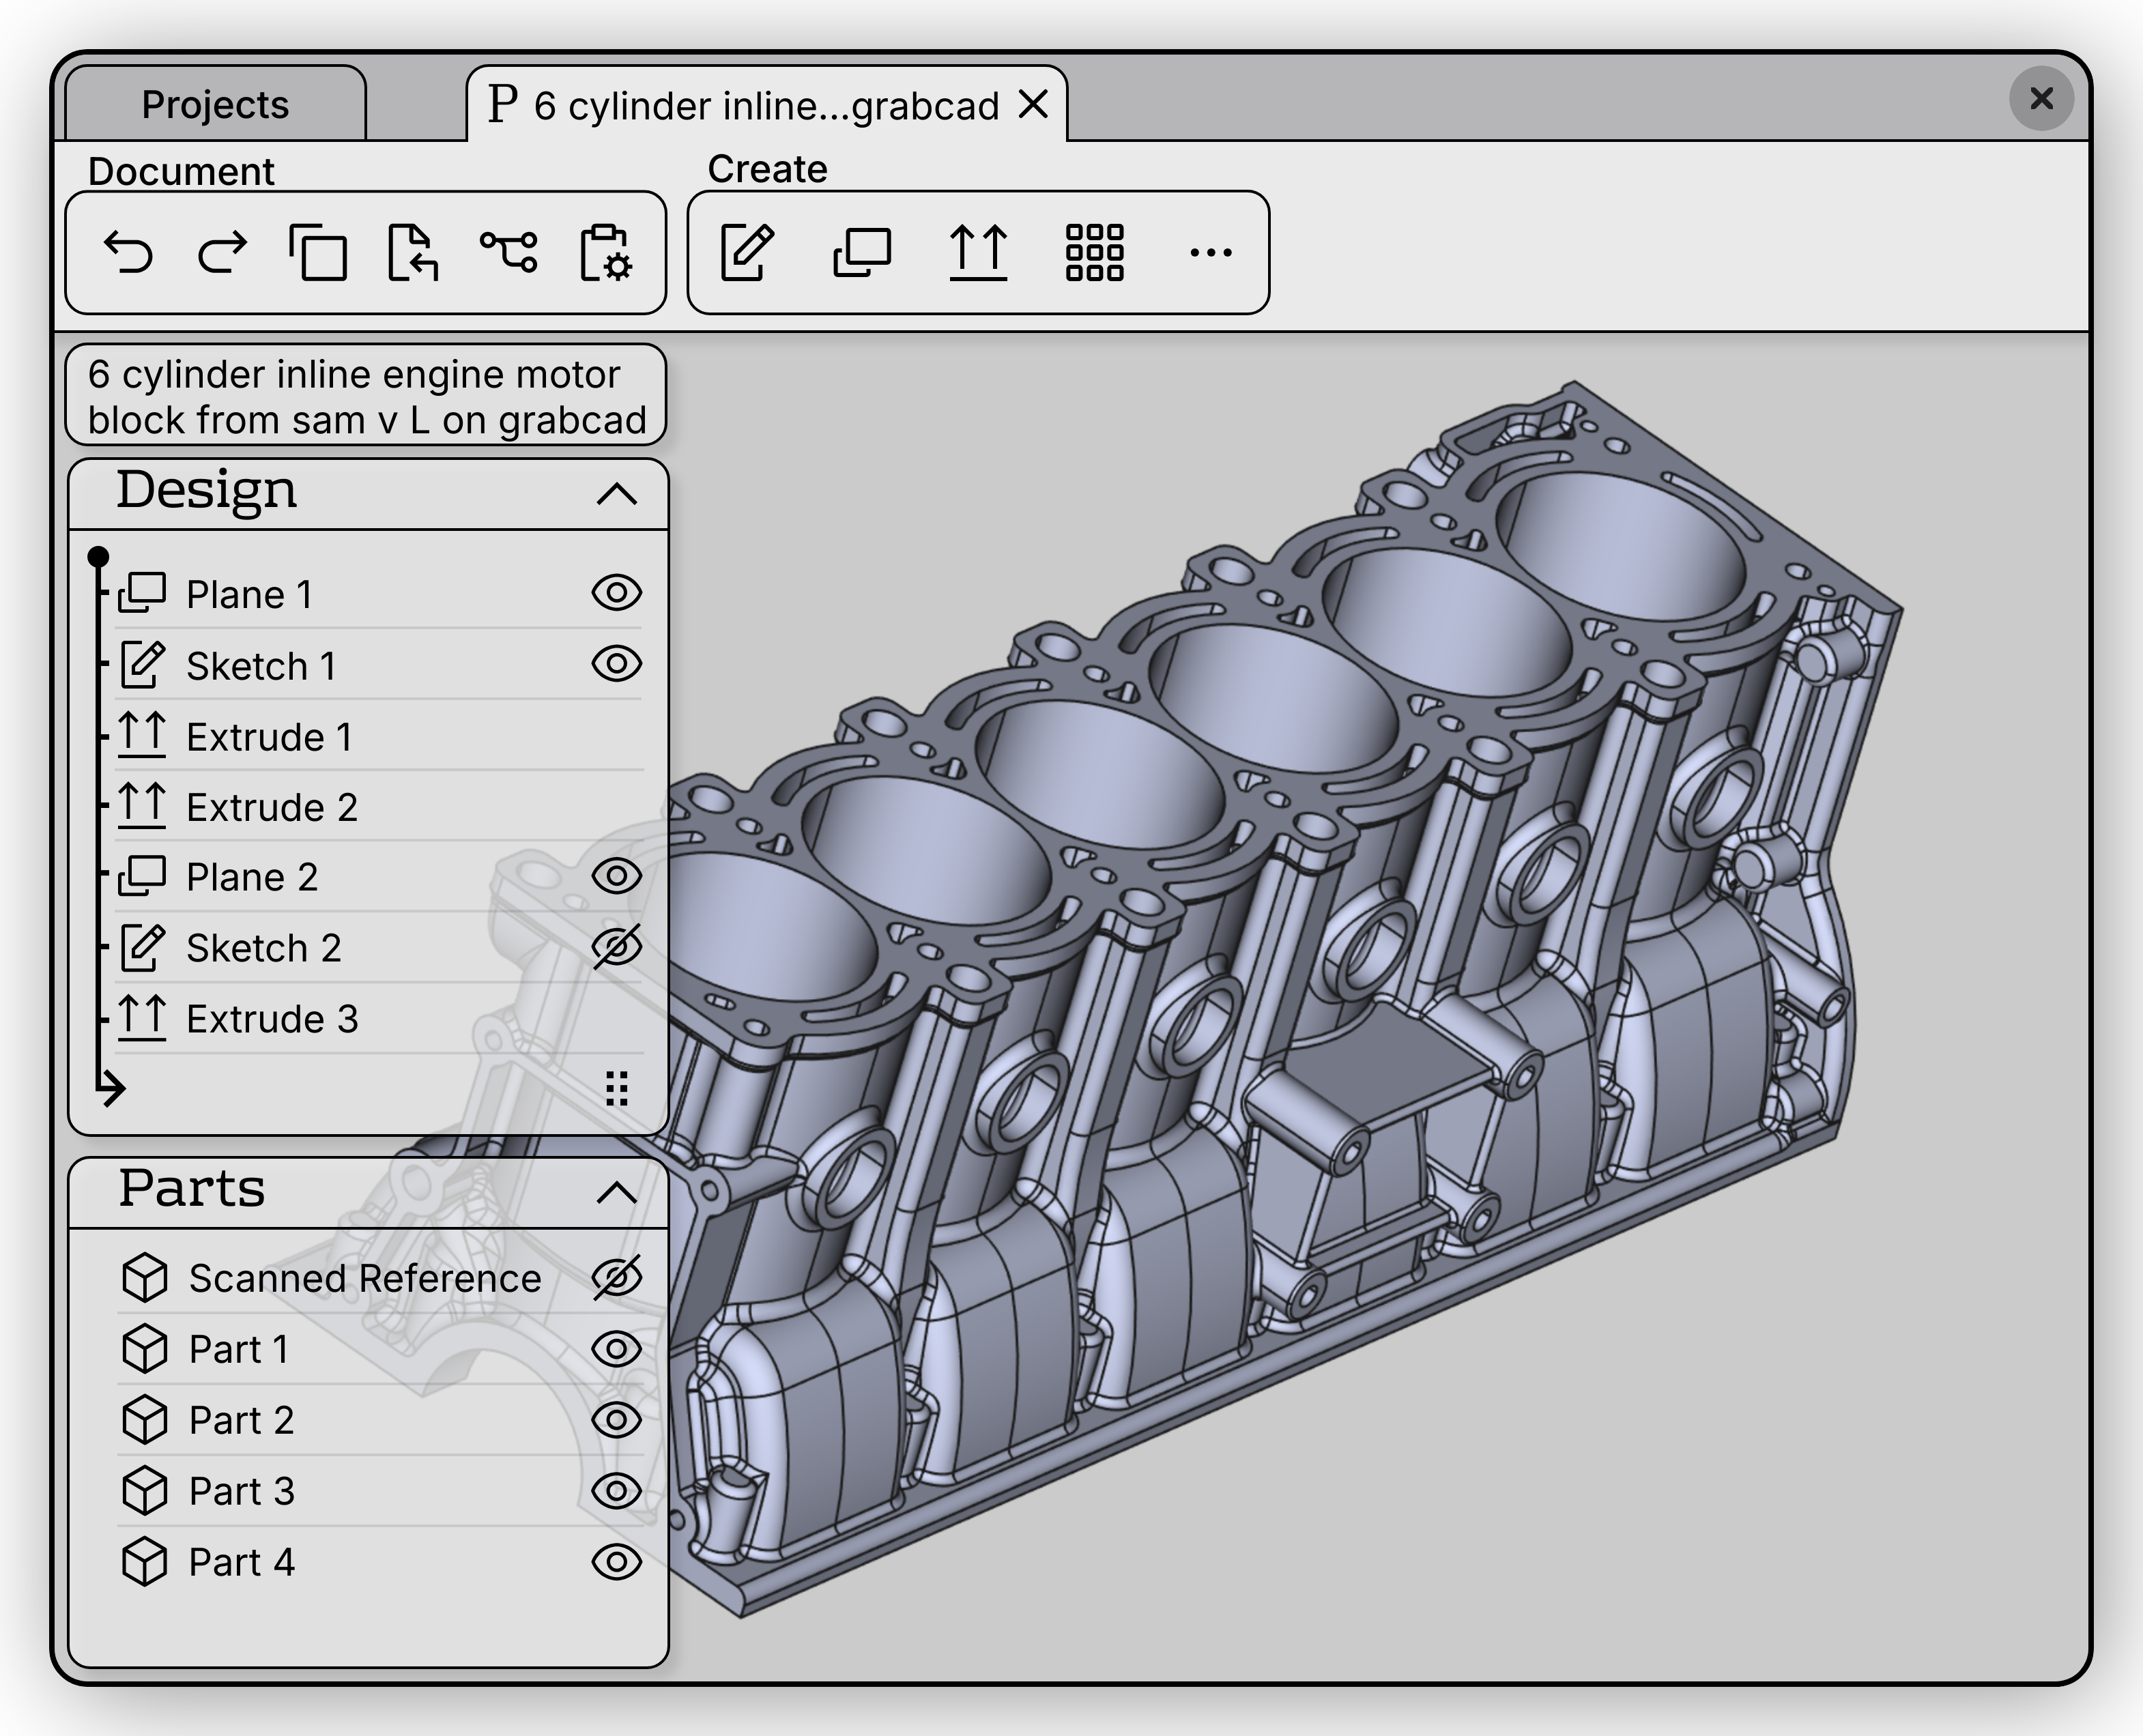 Projects
P 6 cylinder inline...grabcad
Document
Create
6 cylinder inline engine motor
block from sam v L on grabcad
Design
Plane 1
Sketch 1
Extrude 1
Extrude 2
Plane 2
Sketch 2
Extrude 3
Parts
Scanned Reference
Part 1
Part 2
Part 3
Part 4